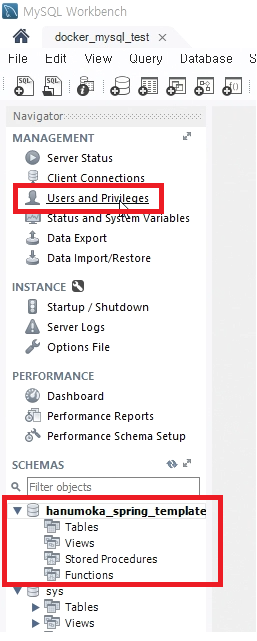 MySQL Workbench
docker_mysql_test ×
File Edit View Query Database S
SQL SQL
Navigator
MANAGEMENT
Server Status
Client Connections
Users and Privileges
Status and System Variables
Data Export
Data Import/Restore
INSTANCE
Startup / Shutdown
Server Logs
Options File
PERFORMANCE
Dashboard
Performance Reports
Performance Schema Setup
SCHEMAS
Filter objects
hanumoka_spring_template
Tables
Views
Stored Procedures
Functions
sys
Tables
Views